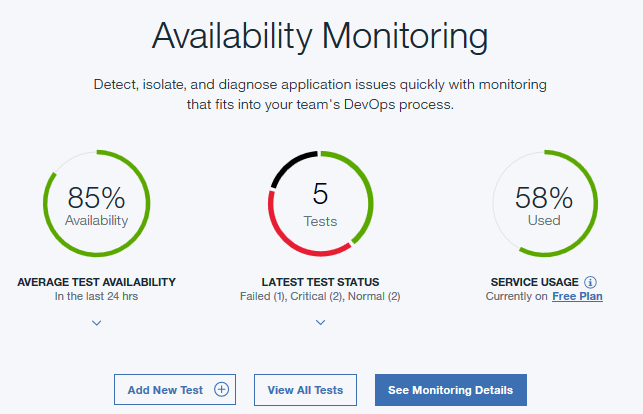 Availability Monitoring
Detect, isolate, and diagnose application issues quickly with monitoring
that fits into your team's DevOps process.
85%
Availability
5
Tests
58%
Used
AVERAGE TEST AVAILABILITY
In the last 24 hrs
LATEST TEST STATUS
Failed (1), Critical (2), Normal (2)
SERVICE USAGE
Currently on Free Plan
Add New Test
View All Tests
See Monitoring Details